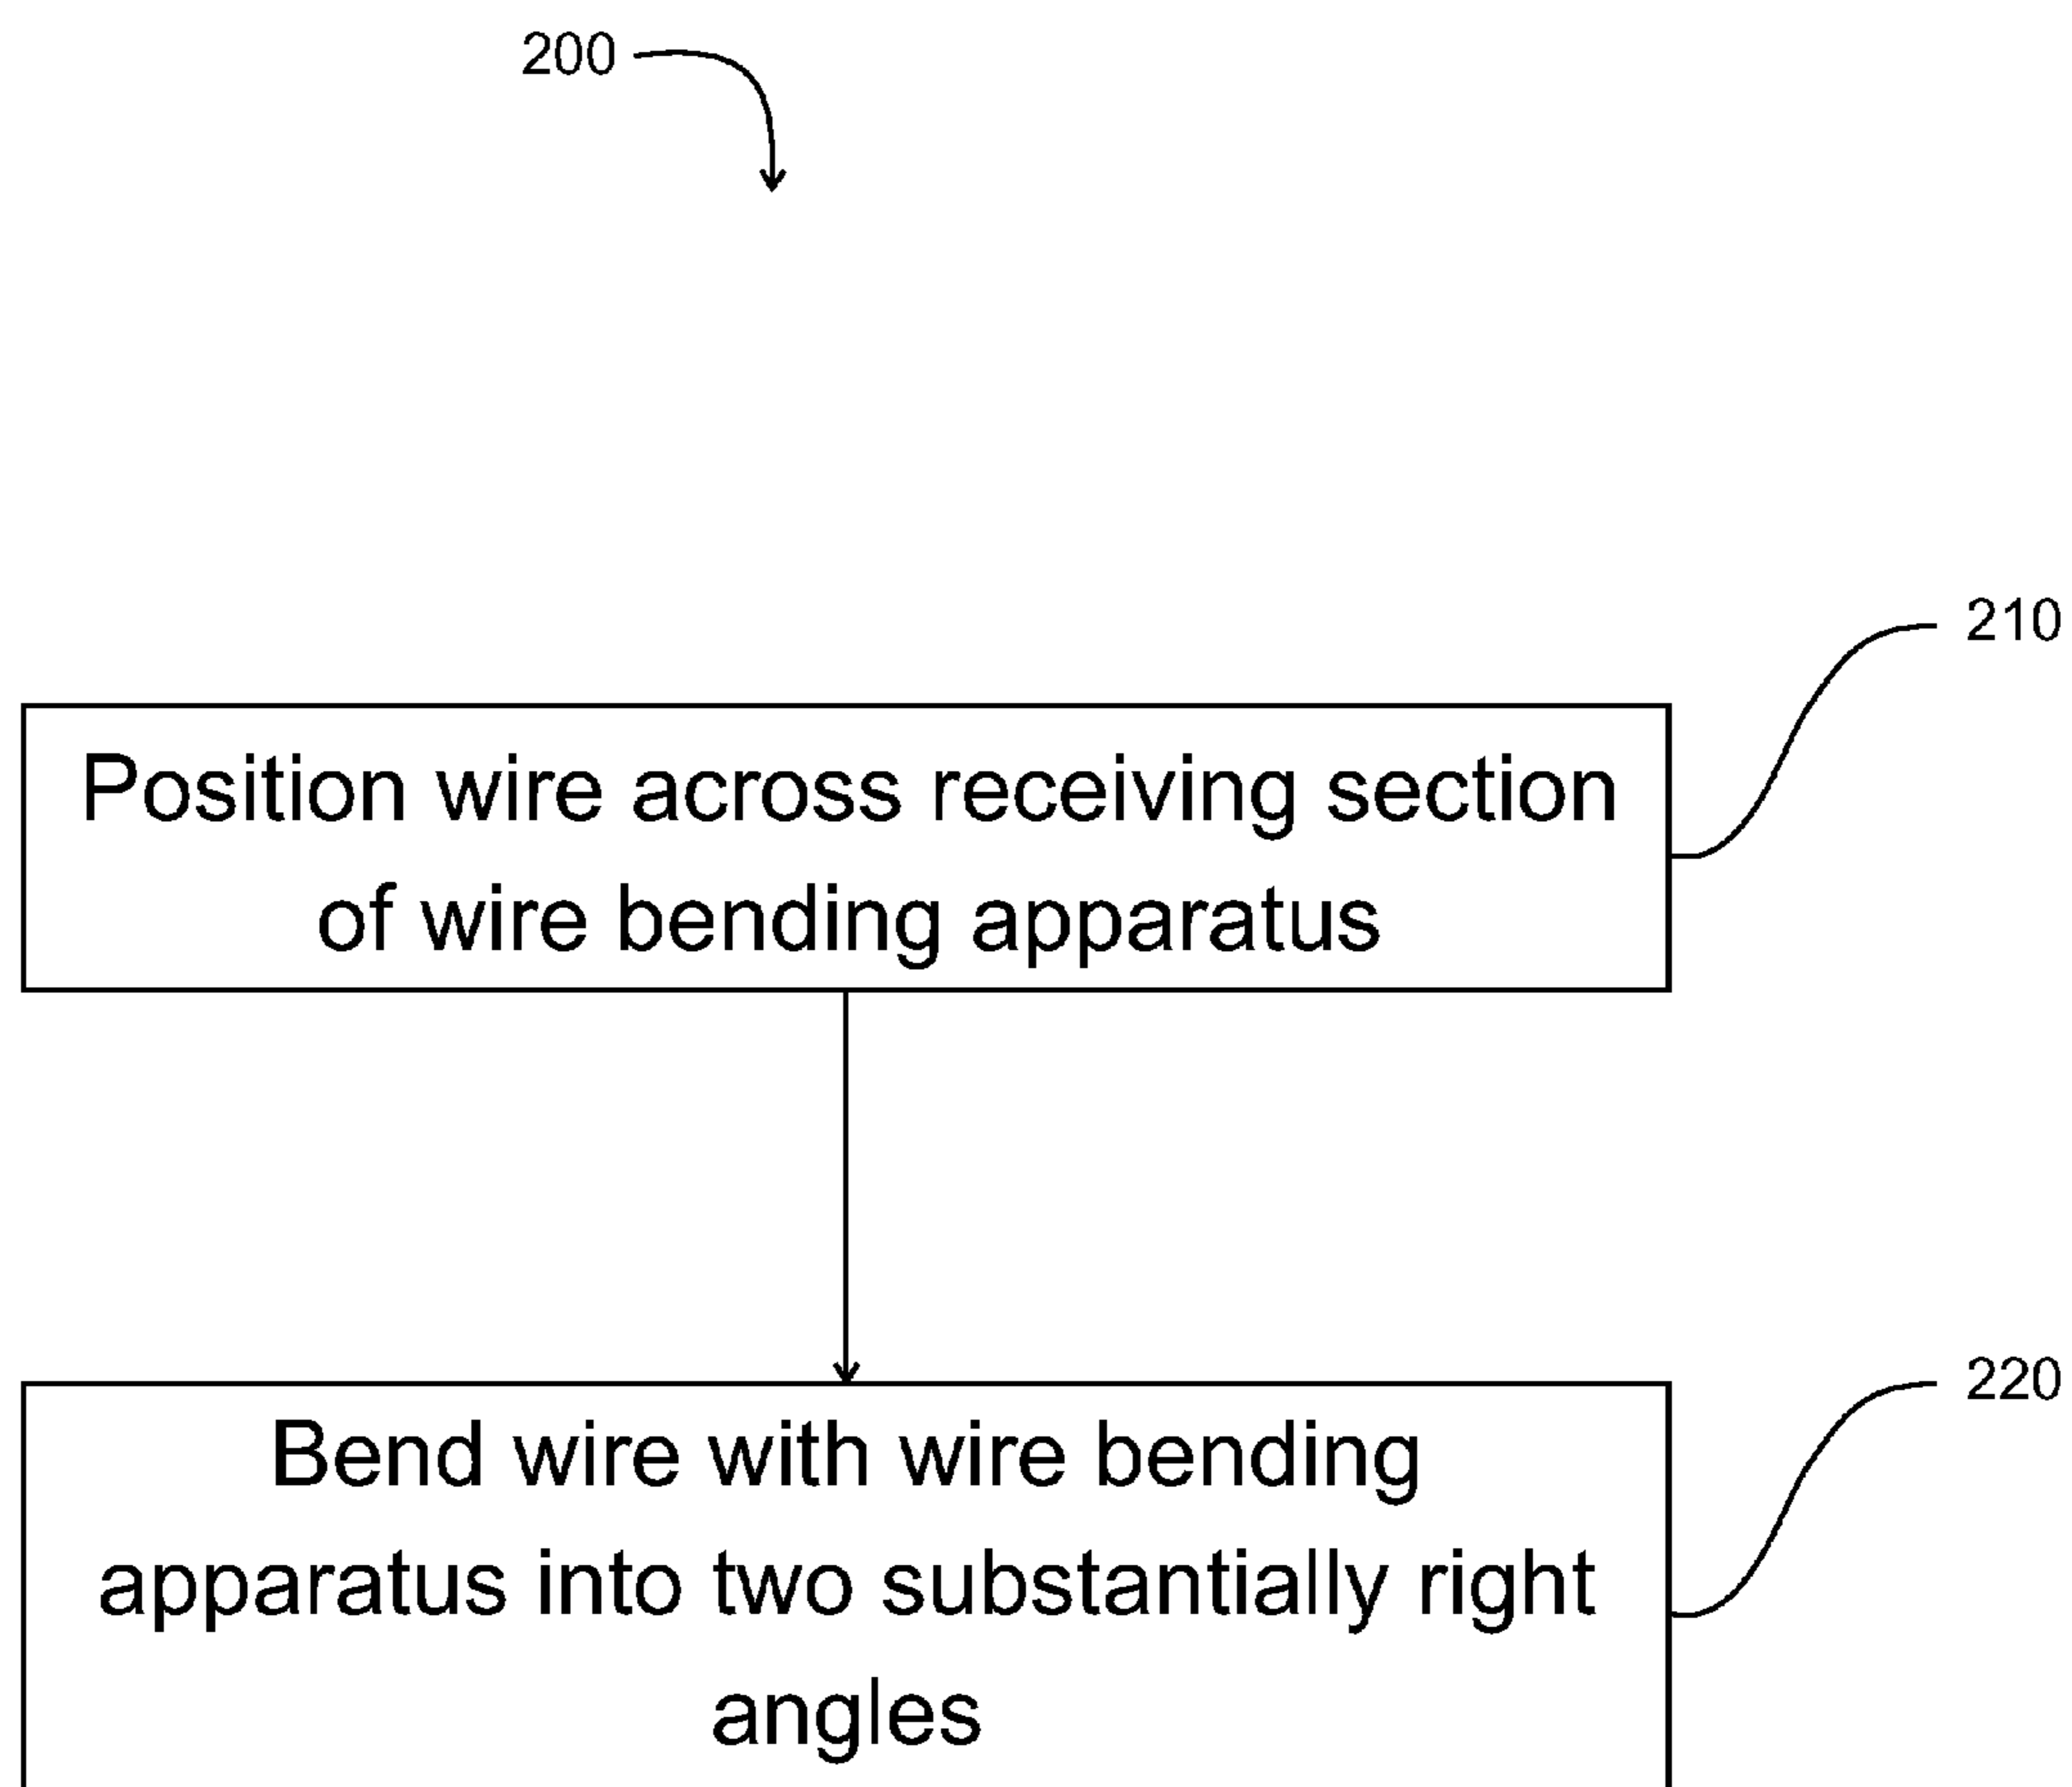 200
210
Position wire across receiving section
of wire bending apparatus
220
Bend wire with wire bending
apparatus into two substantially right
angles